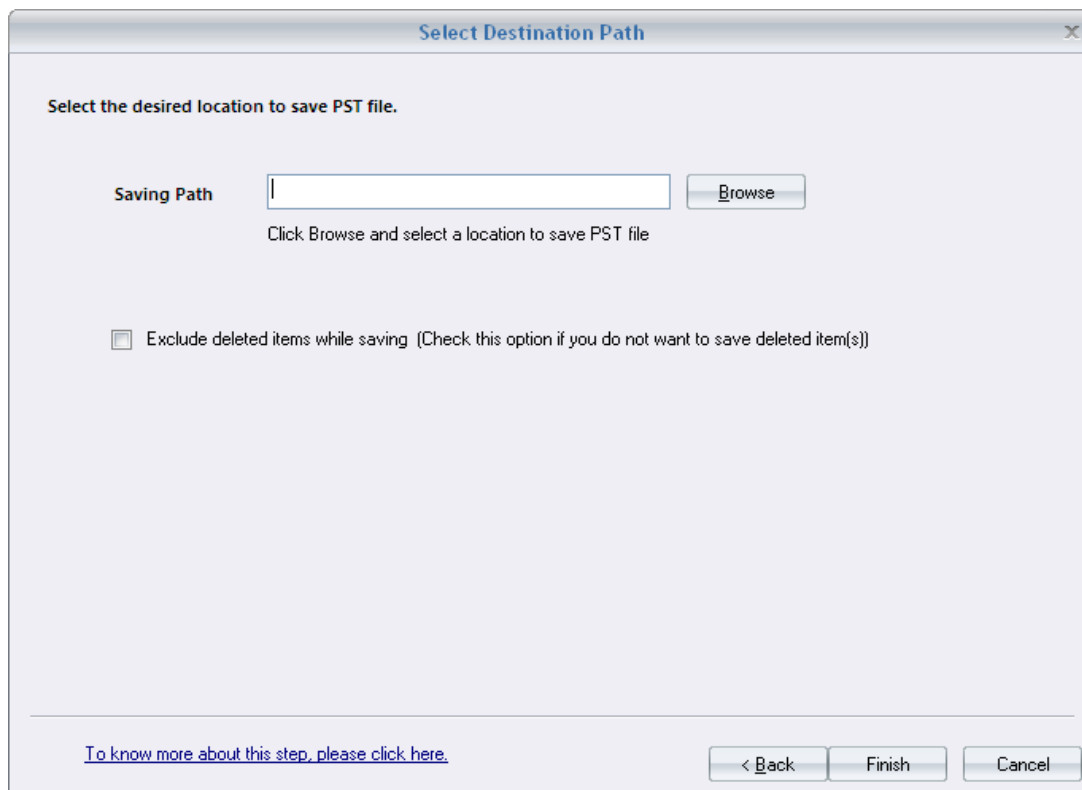 Select Destination Path
Select the desired location to save PST file.
Saving Path
Browse
Click Browse and select a location to save PST file
Exclude deleted items while saving (Check this option if you do not want to save deleted item(s))
To know more about this step, please click here.
< Back
Finish
Cancel